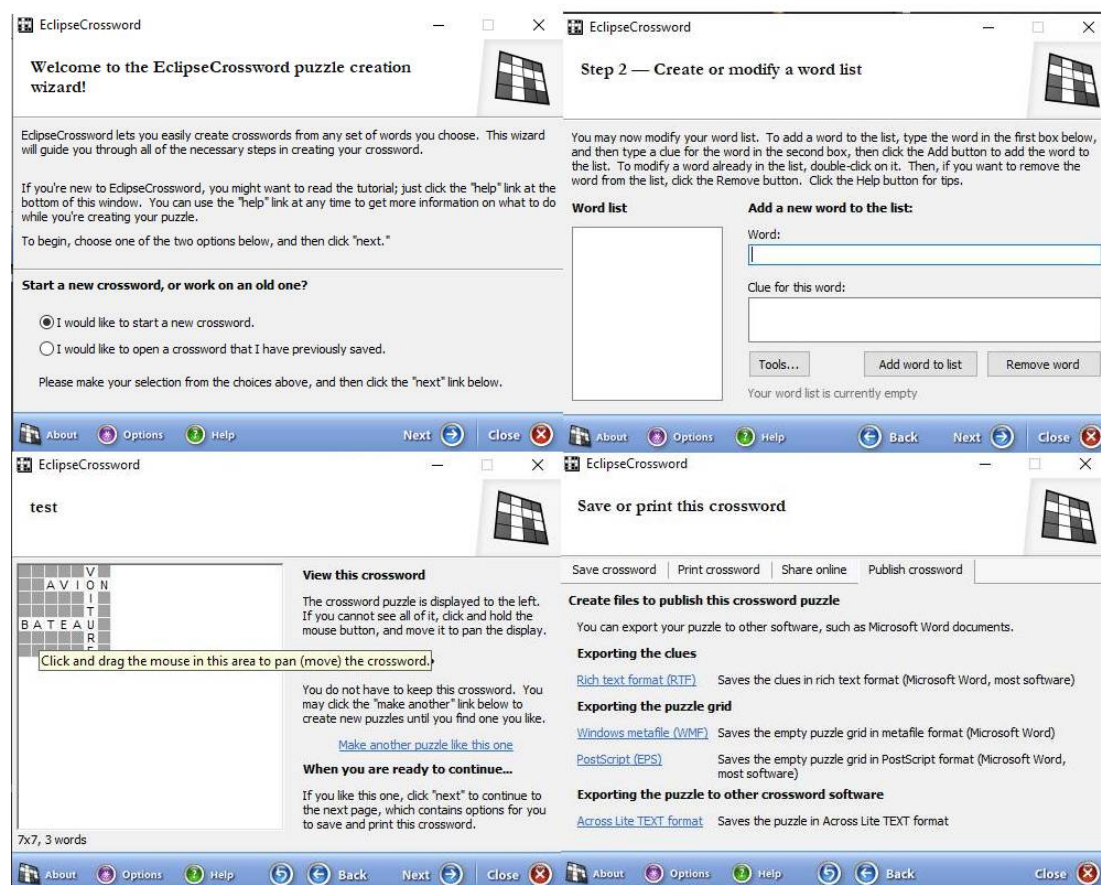 EclipseCrossword
Welcome to the EclipseCrossword puzzle creation
wizard!
EclipseCrossword lets you easily create crosswords from any set of words you choose. This wizard
will guide you through all of the necessary steps in creating your crossword.
If you're new to EclipseCrossword, you might want to read the tutorial; just click the "help" link at the
bottom of this window. You can use the "help" link at any time to get more information on what to do
while you're creating your puzzle.
To begin, choose one of the two options below, and then click "next."
Start a new crossword, or work on an old one?
I would like to start a new crossword.
I would like to open a crossword that I have previously saved.
Please make your selection from the choices above, and then click the "next" link below.
About Options Help Next Close
EclipseCrossword
Step 2 — Create or modify a word list
You may now modify your word list. To add a word to the list, type the word in the first box below,
and then type a clue for the word in the second box, then click the Add button to add the word to
the list. To modify a word already in the list, double-click on it. Then, if you want to remove the
word from the list, click the Remove button. Click the Help button for tips.
Word list
Add a new word to the list:
Word:
Clue for this word:
Tools... Add word to list Remove word
Your word list is currently empty
About Options Help Back Next Close
EclipseCrossword
test
V
AVION
I
T
BATEAU
R
Click and drag the mouse in this area to pan (move) the crossword.
7x7, 3 words
View this crossword
The crossword puzzle is displayed to the left.
If you cannot see all of it, click and hold the
mouse button, and move it to pan the display.
You do not have to keep this crossword. You
may click the "make another" link below to
create new puzzles until you find one you like.
Make another puzzle like this one
When you are ready to continue...
If you like this one, click "next" to continue to
the next page, which contains options for you
to save and print this crossword.
About Options Help Back Next Close
EclipseCrossword
Save or print this crossword
Save crossword Print crossword Share online Publish crossword
Create files to publish this crossword puzzle
You can export your puzzle to other software, such as Microsoft Word documents.
Exporting the clues
Rich text format (RTF) Saves the clues in rich text format (Microsoft Word, most software)
Exporting the puzzle grid
Windows metafile (WMF) Saves the empty puzzle grid in metafile format (Microsoft Word)
PostScript (EPS) Saves the empty puzzle grid in PostScript format (Microsoft Word,
most software)
Exporting the puzzle to other crossword software
Across Lite TEXT format Saves the puzzle in Across Lite TEXT format
About Options Help Back Close